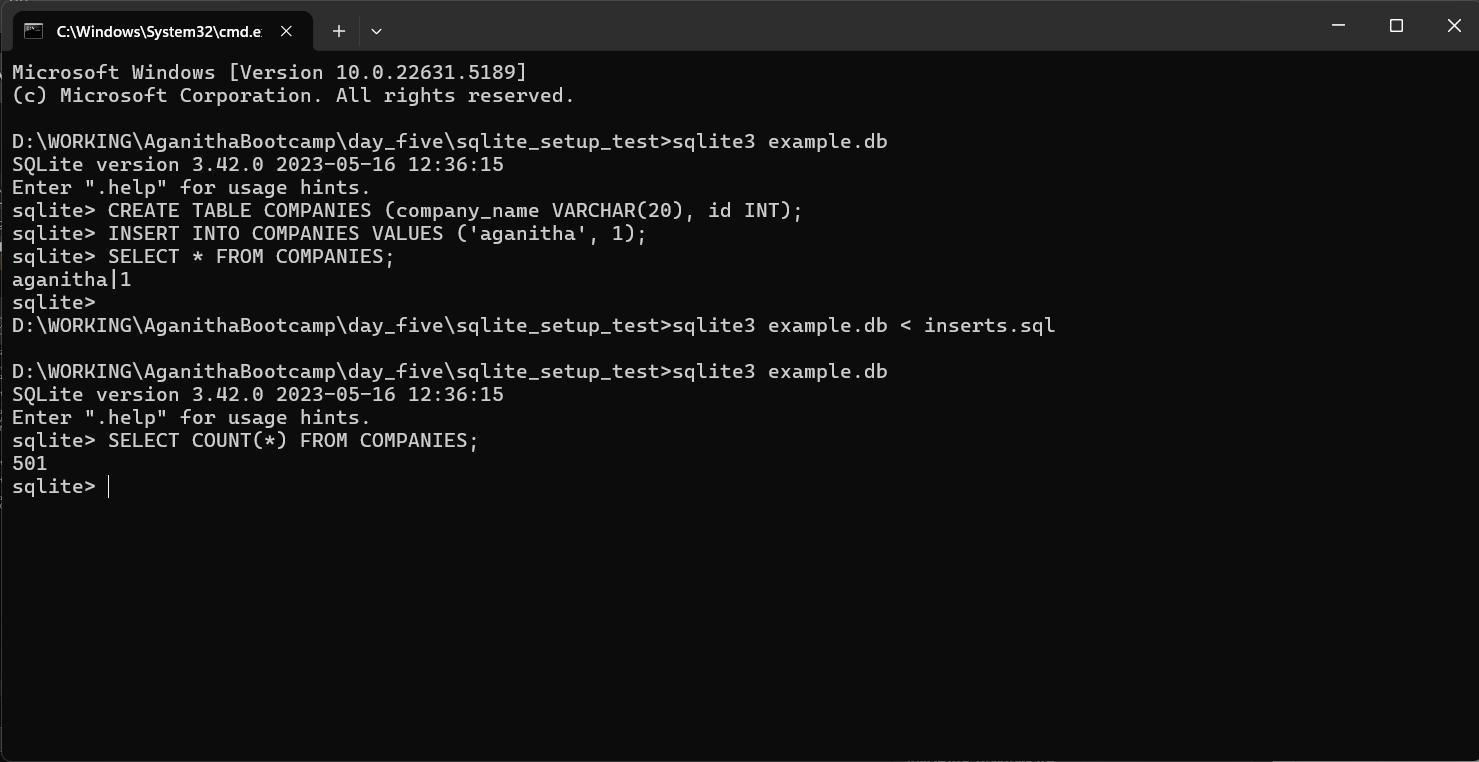 C:\Windows\System32\cmd.e
Microsoft Windows [Version 10.0.22631.5189]
(c) Microsoft Corporation. All rights reserved.
D:\WORKING\AganithaBootcamp\day_five\sqlite_setup_test>sqlite3 example.db
SQLite version 3.42.0 2023-05-16 12:36:15
Enter ".help" for usage hints.
sqlite> CREATE TABLE COMPANIES (company_name VARCHAR(20), id INT);
sqlite> INSERT INTO COMPANIES VALUES ('aganitha', 1);
sqlite> SELECT * FROM COMPANIES;
aganitha|1
sqlite>
D:\WORKING\AganithaBootcamp\day_five\sqlite_setup_test>sqlite3 example.db < inserts.sql
D:\WORKING\AganithaBootcamp\day_five\sqlite_setup_test>sqlite3 example.db
SQLite version 3.42.0 2023-05-16 12:36:15
Enter ".help" for usage hints.
sqlite> SELECT COUNT(*) FROM COMPANIES;
501
sqlite>